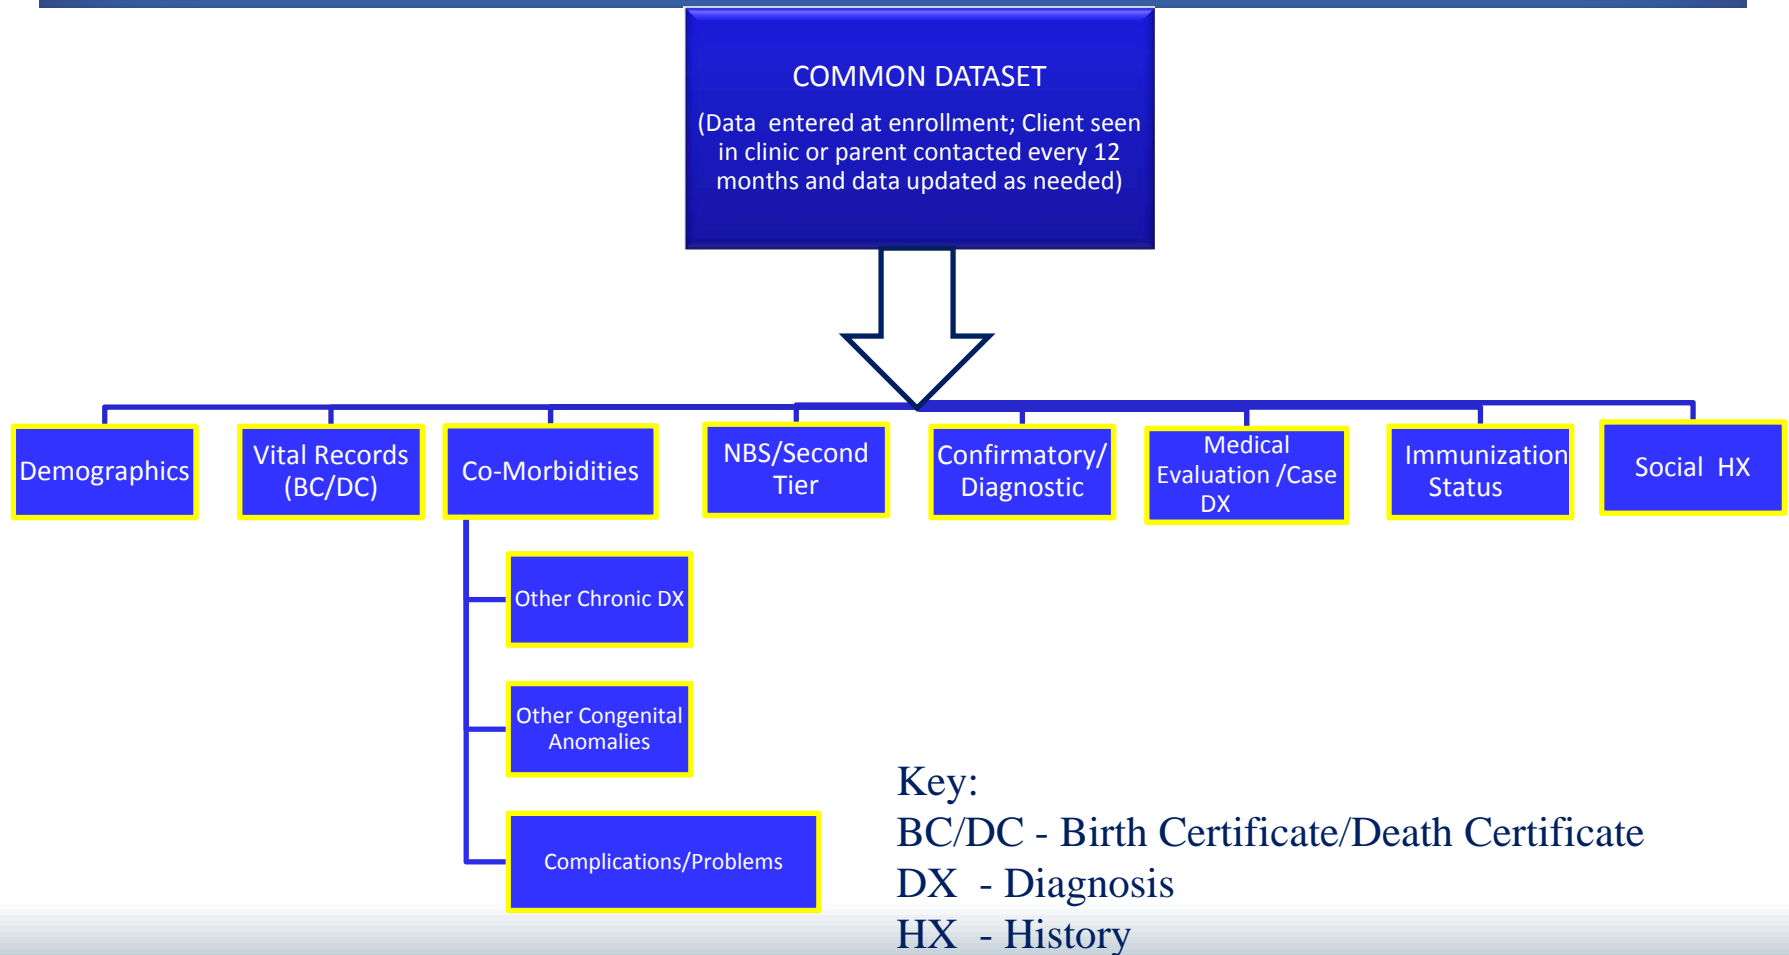 COMMON DATASET
(Data entered at enrollment; Client seen
in clinic or parent contacted every 12
months and data updated as needed)
Demographics
Vital Records
(BC/DC)
Co-Morbidities
NBS/Second
Tier
Confirmatory/
Diagnostic
Medical
Evaluation /Case
DX
Immunization
Status
Social HX
Other Chronic DX
Other Congenital
Anomalies
Complications/Problems
Key:
BC/DC - Birth Certificate/Death Certificate
DX - Diagnosis
HX - History